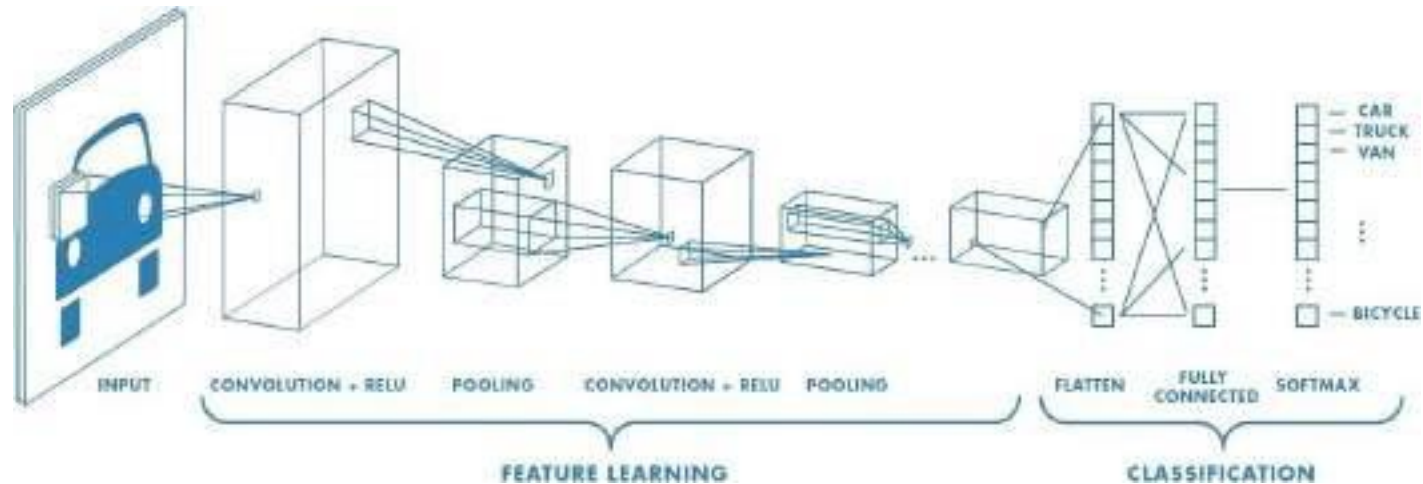 CAR
TRUCK
VAN
BICYCLE
INPUT
CONVOLUTION + RELU
POOLING
CONVOLUTION + RELU
POOLING
FLATTEN
FULLY
CONNECTED
SOFTMAX
FEATURE LEARNING
CLASSIFICATION